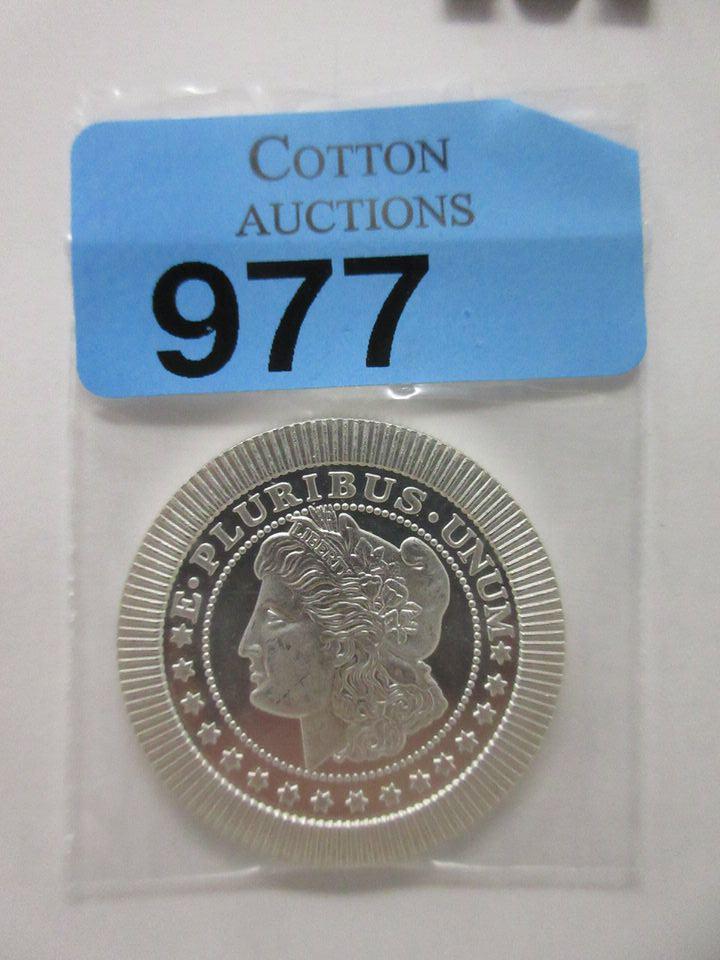 COTTON
AUCTIONS
977
E·PLURIBUS·UNUM
LIBERTY